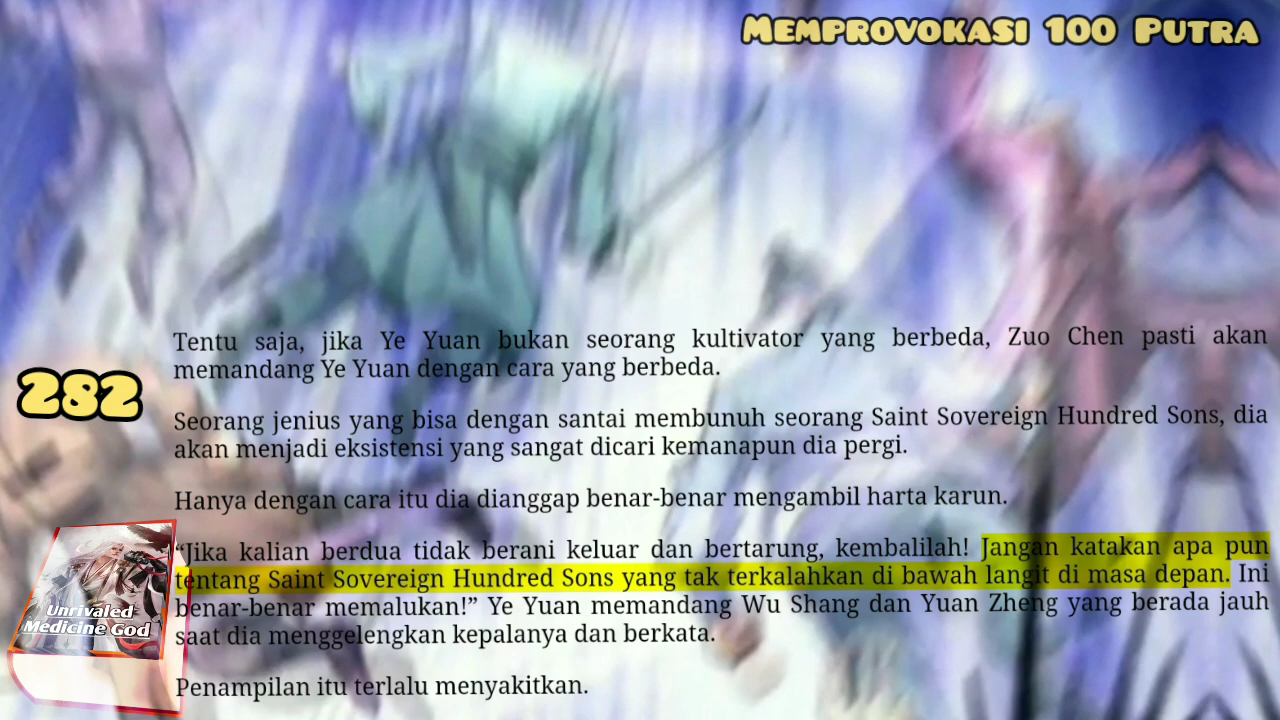 Memprovokasi 100 Putra
Tentu saja, jika Ye Yuan bukan seorang kultivator yang berbeda, Zuo Chen pasti akan
memandang Ye Yuan dengan cara yang berbeda.
282
Seorang jenius yang bisa dengan santai membunuh seorang Saint Sovereign Hundred Sons, dia
akan menjadi eksistensi yang sangat dicari kemanapun dia pergi.
Hanya dengan cara itu dia dianggap benar-benar mengambil harta karun.
“Jika kalian berdua tidak berani keluar dan bertarung, kembalilah! Jangan katakan apa pun
tentang Saint Sovereign Hundred Sons yang tak terkalahkan di bawah langit di masa depan. Ini
benar-benar memalukan!” Ye Yuan memandang Wu Shang dan Yuan Zheng yang berada jauh
saat dia menggelengkan kepalanya dan berkata.
Penampilan itu terlalu menyakitkan.
Unrivaled
Medicine God